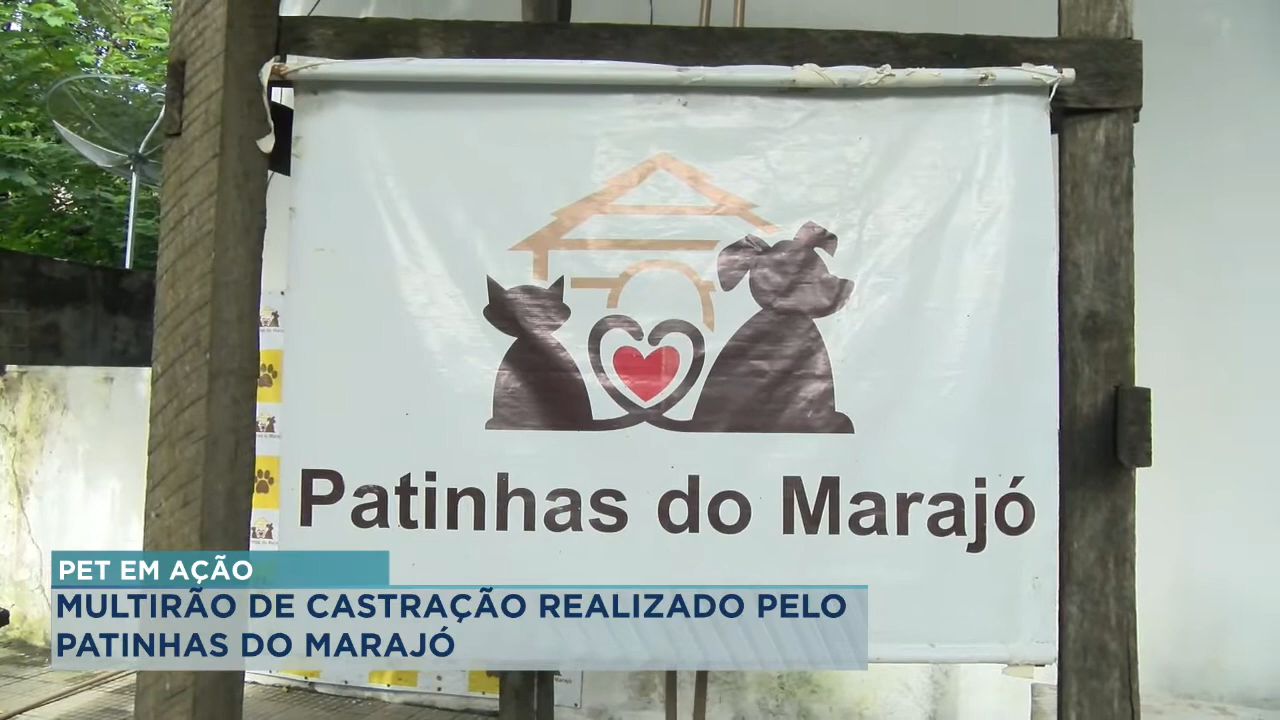 Patinhas do Marajó
PET EM AÇÃO
MULTIRÃO DE CASTRAÇÃO REALIZADO PELO
PATINHAS DO MARAJÓ